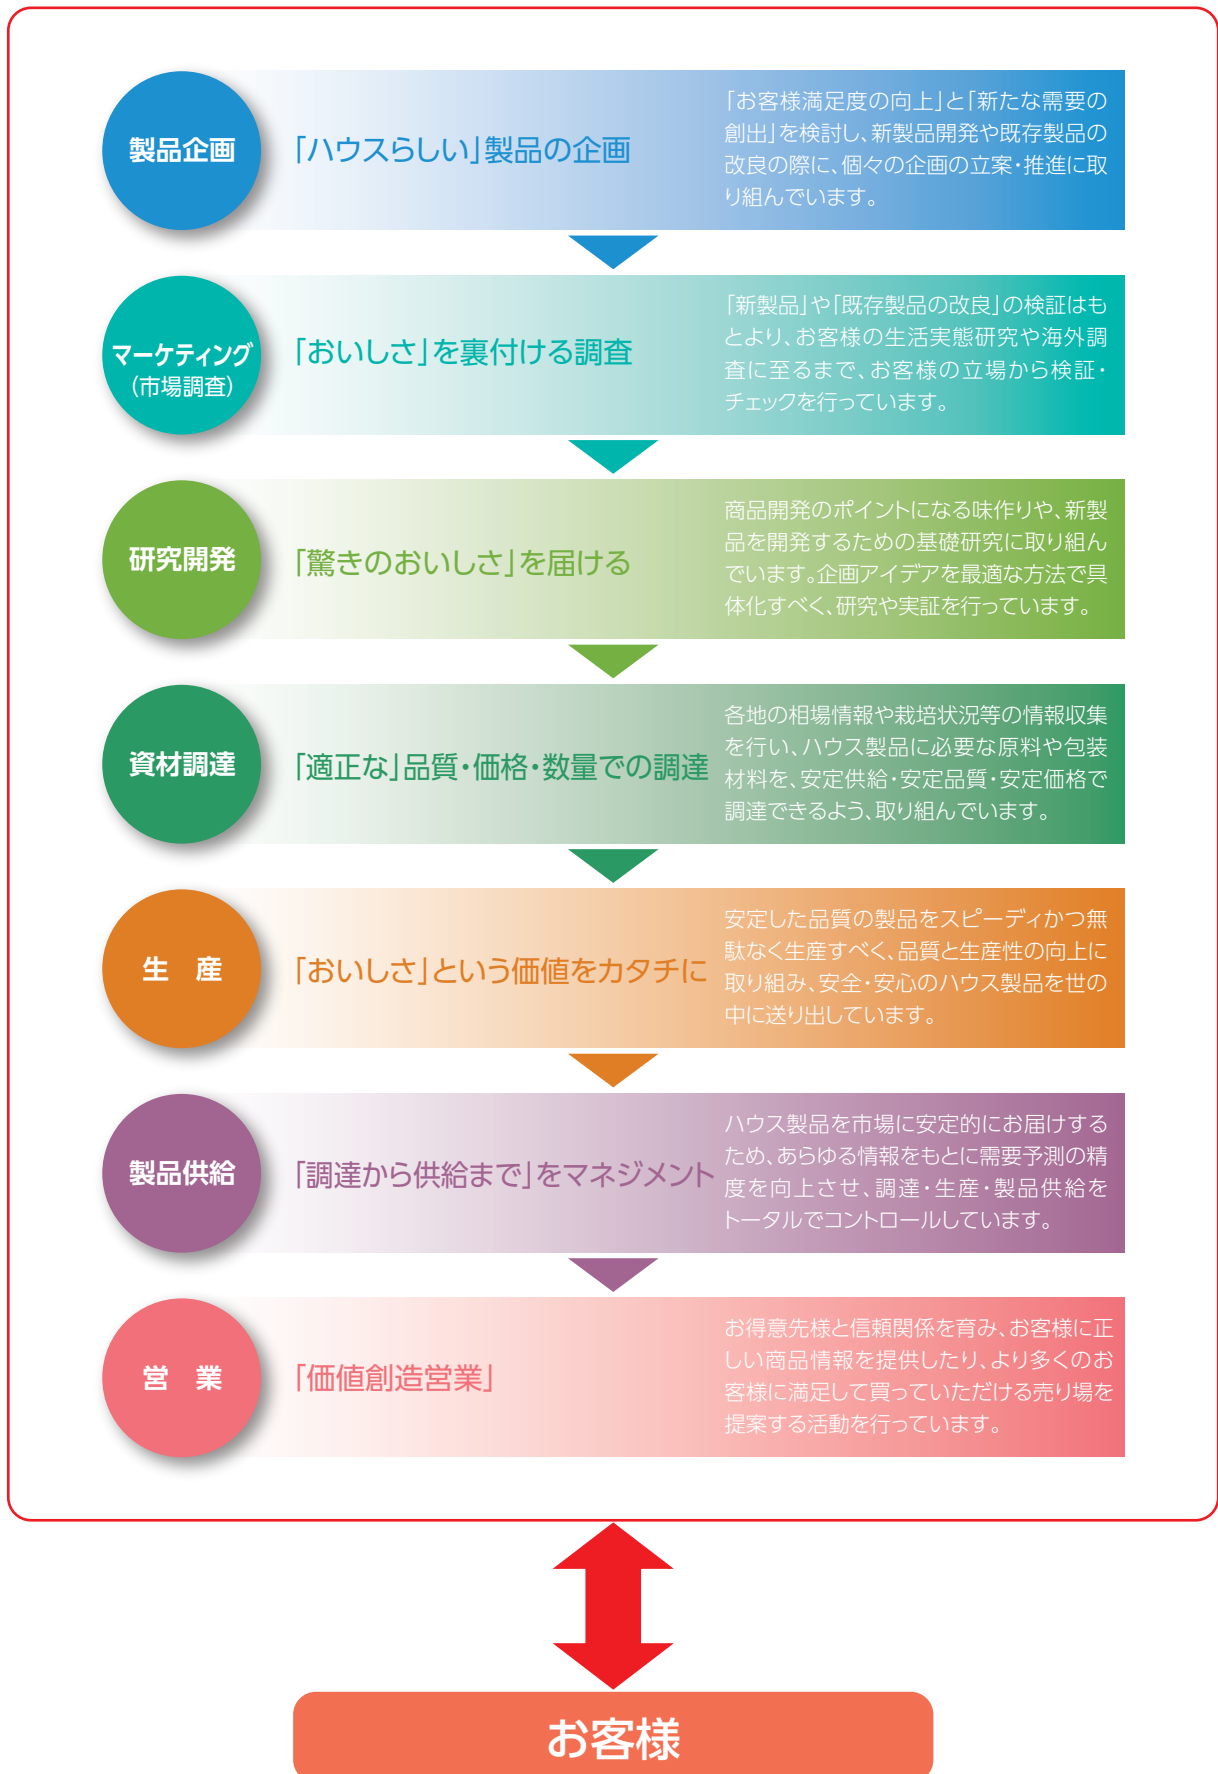 製品企画
「ハウスらしい」製品の企画
「お客様満足度の向上」と「新たな需要の
創出」を検討し、新製品開発や既存製品の
改良の際に、個々の企画の立案・推進に取
り組んでいます。
マーケティング
（市場調査）
「おいしさ」を裏付ける調査
「新製品」や「既存製品の改良」の検証はも
とより、お客様の生活実態研究や海外調
査に至るまで、お客様の立場から検証・
チェックを行っています。
研究開発
「驚きのおいしさ」を届ける
商品開発のポイントになる味作りや、新製
品を開発するための基礎研究に取り組ん
でいます。企画アイデアを最適な方法で具
体化すべく、研究や実証を行っています。
資材調達
「適正な」品質・価格・数量での調達
各地の相場情報や栽培状況等の情報収集
を行い、ハウス製品に必要な原料や包装
材料を、安定供給・安定品質・安定価格で
調達できるよう、取り組んでいます。
生　産
「おいしさ」という価値をカタチに
安定した品質の製品をスピーディかつ無
駄なく生産すべく、品質と生産性の向上に
取り組み、安全・安心のハウス製品を世の
中に送り出しています。
製品供給
「調達から供給まで」をマネジメント
ハウス製品を市場に安定的にお届けする
ため、あらゆる情報をもとに需要予測の精
度を向上させ、調達・生産・製品供給を
トータルでコントロールしています。
営　業
「価値創造営業」
お得意先様と信頼関係を育み、お客様に正
しい商品情報を提供したり、より多くのお
客様に満足して買っていただける売り場を
提案する活動を行っています。
お客様